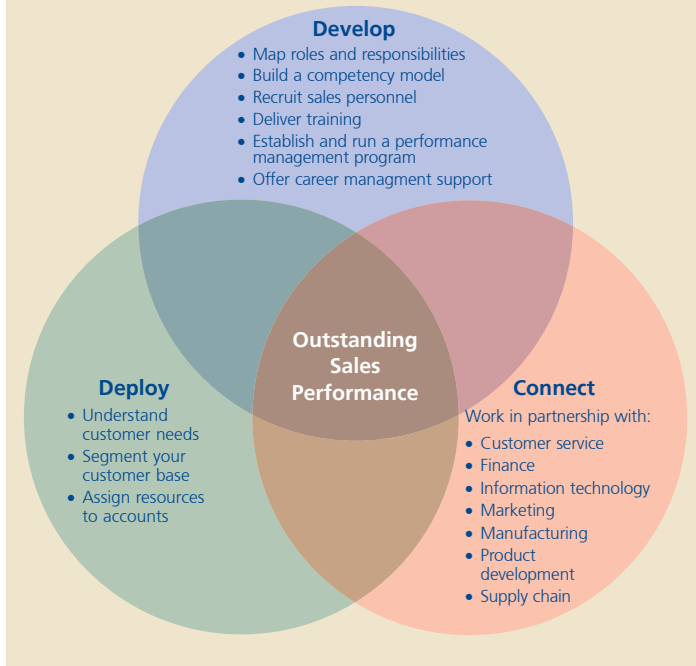 Develop
• Map roles and responsibilities
• Build a competency model
• Recruit sales personnel
• Deliver training
• Establish and run a performance
management program
• Offer career managment support
Outstanding
Sales
Performance
Deploy
• Understand
customer needs
• Segment your
customer base
• Assign resources
to accounts
Connect
Work in partnership with:
• Customer service
• Finance
• Information technology
• Marketing
• Manufacturing
• Product
development
• Supply chain